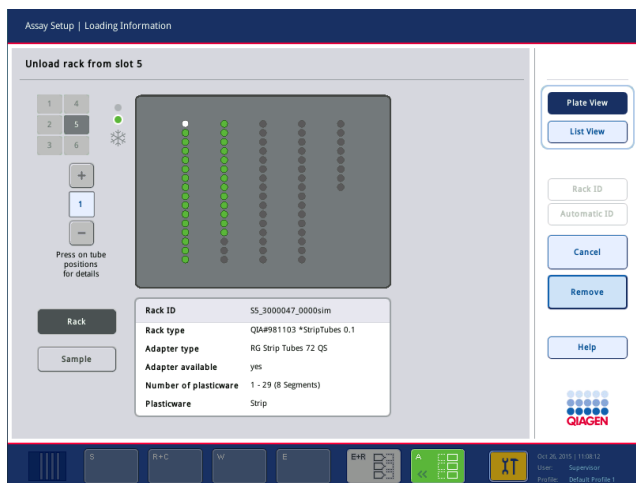 Assay Setup | Loading Information
Unload rack from slot 5
1 4
2 5
3 6
+
1
−
Press on tube
positions
for details
Rack
Sample
Rack ID S5_3000047_0000sim
Rack type QIA#981103 *StripTubes 0.1
Adapter type RG Strip Tubes 72 QS
Adapter available yes
Number of plasticware 1 - 29 (8 Segments)
Plasticware Strip
Plate View
List View
Rack ID
Automatic ID
Cancel
Remove
Help
QIAGEN
S R+C W E E+R A
Oct 26, 2015 | 11:08:12
User: Supervisor
Profile: Default Profile 1